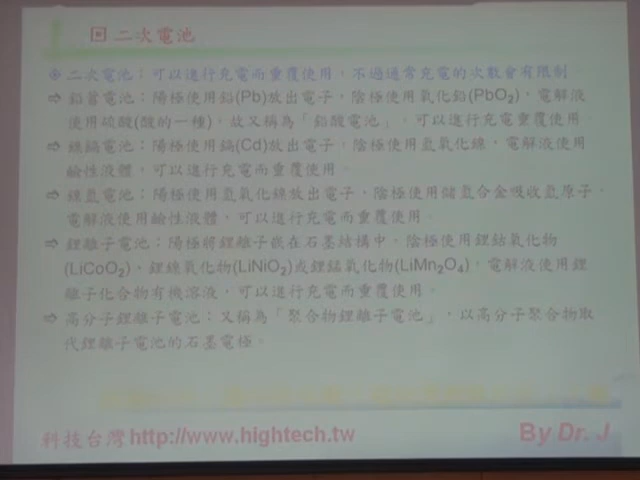 回 二次電池
二次電池：可以進行充電而重覆使用，不過通常充電的次數會有限制。
鉛蓄電池：陽極使用鉛(Pb)放出電子，陰極使用氧化鉛(PbO2)，電解液
使用硫酸(酸的一種)，故又稱為「鉛酸電池」，可以進行充電重覆使用。
鎳鎘電池：陽極使用鎘(Cd)放出電子，陰極使用氫氧化鎳，電解液使用
鹼性液體，可以進行充電而重覆使用。
鎳氫電池：陽極使用氫氧化鎳放出電子，陰極使用儲氫合金吸收氫原子，
電解液使用鹼性液體，可以進行充電而重覆使用。
鋰離子電池：陽極將鋰離子嵌在石墨結構中，陰極使用鋰鈷氧化物
(LiCoO2)、鋰鎳氧化物(LiNiO2)或鋰錳氧化物(LiMn2O4)，電解液使用鋰
離子化合物有機溶液，可以進行充電而重覆使用。
高分子鋰離子電池：又稱為「聚合物鋰離子電池」，以高分子聚合物取
代鋰離子電池的石墨電極。
科技台灣http://www.hightech.tw
By Dr. J